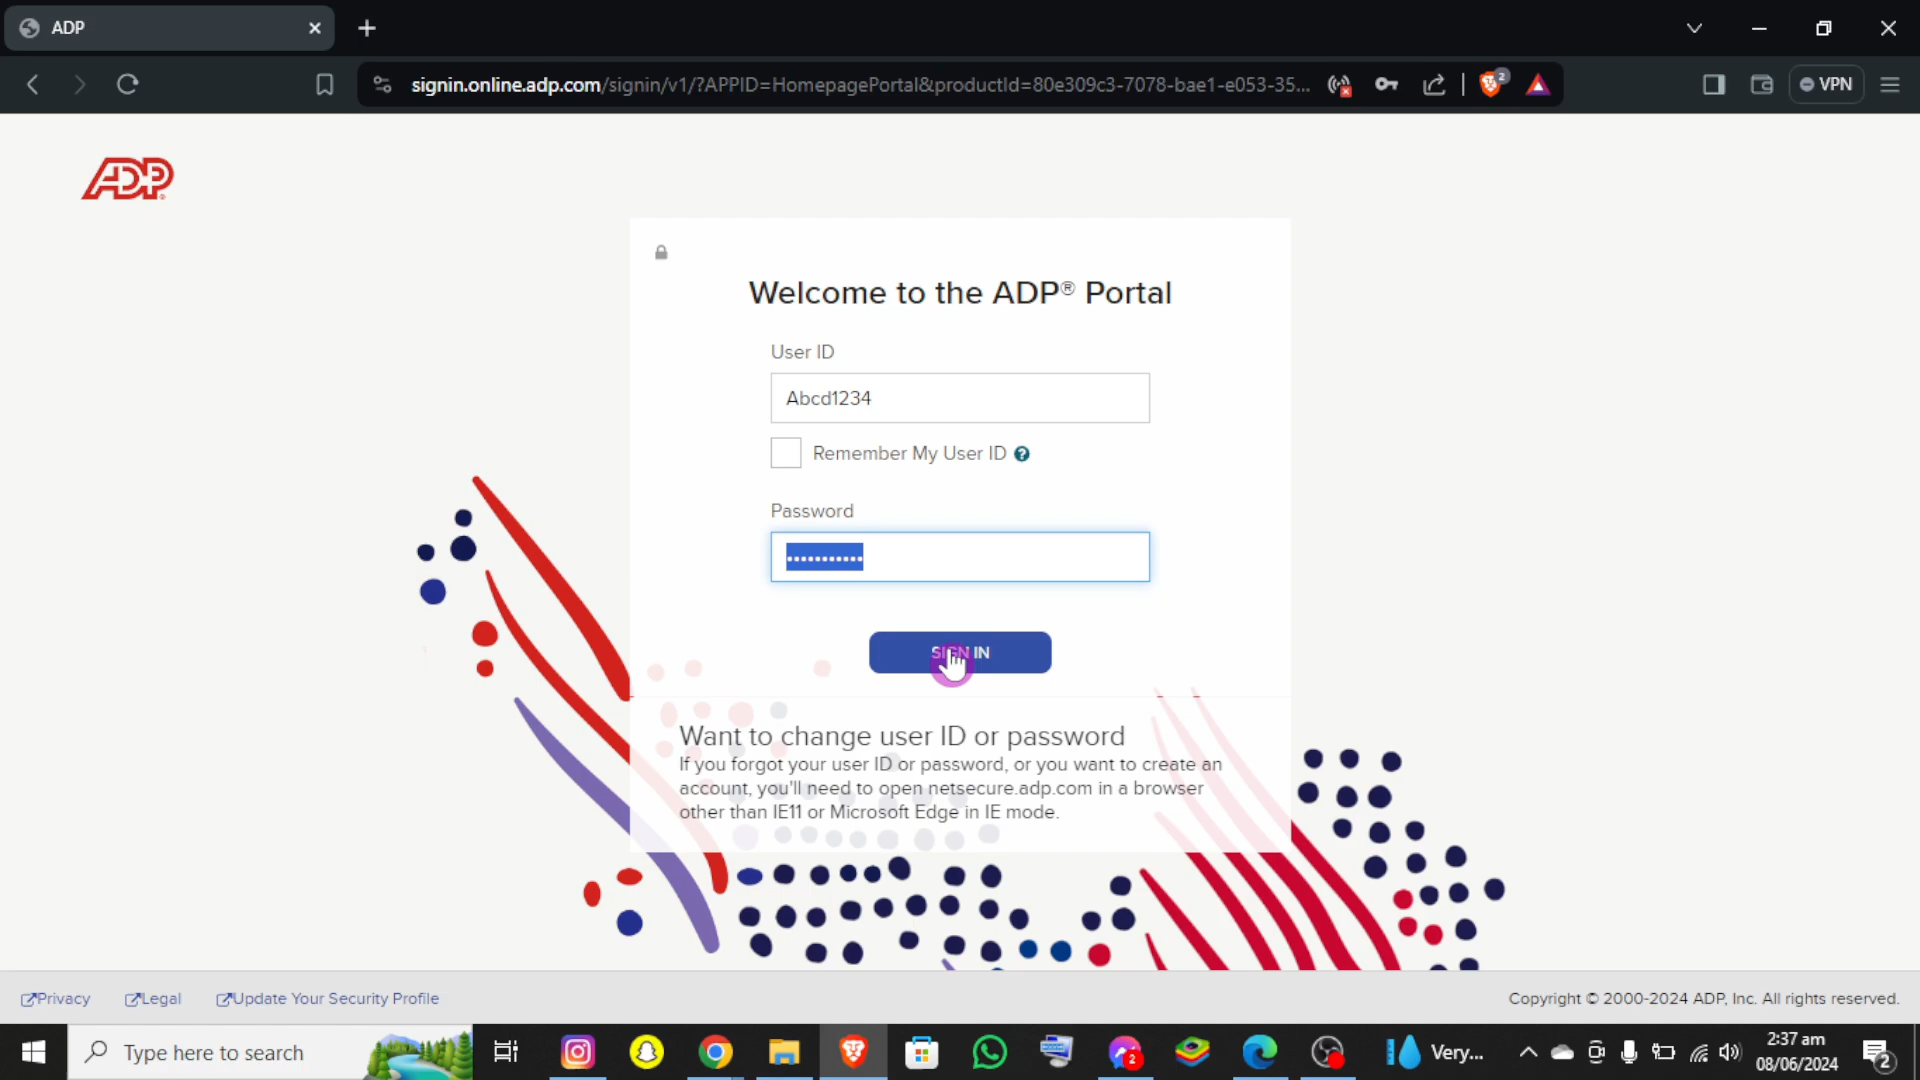 ADP
signin.online.adp.com/signin/v1/?APPID=HomepagePortal&productId=80e309c3-7078-bae1-e053-35...
2
VPN
ADP
Welcome to the ADP® Portal
User ID
Abcd1234
Remember My User ID ?
Password
•••••••••••
SIGN IN
Want to change user ID or password
If you forgot your user ID or password, or you want to create an
account, you'll need to open netsecure.adp.com in a browser
other than IE11 or Microsoft Edge in IE mode.
Privacy
Legal
Update Your Security Profile
Copyright © 2000-2024 ADP, Inc. All rights reserved.
Type here to search
2
Very...
2:37 am
08/06/2024
2